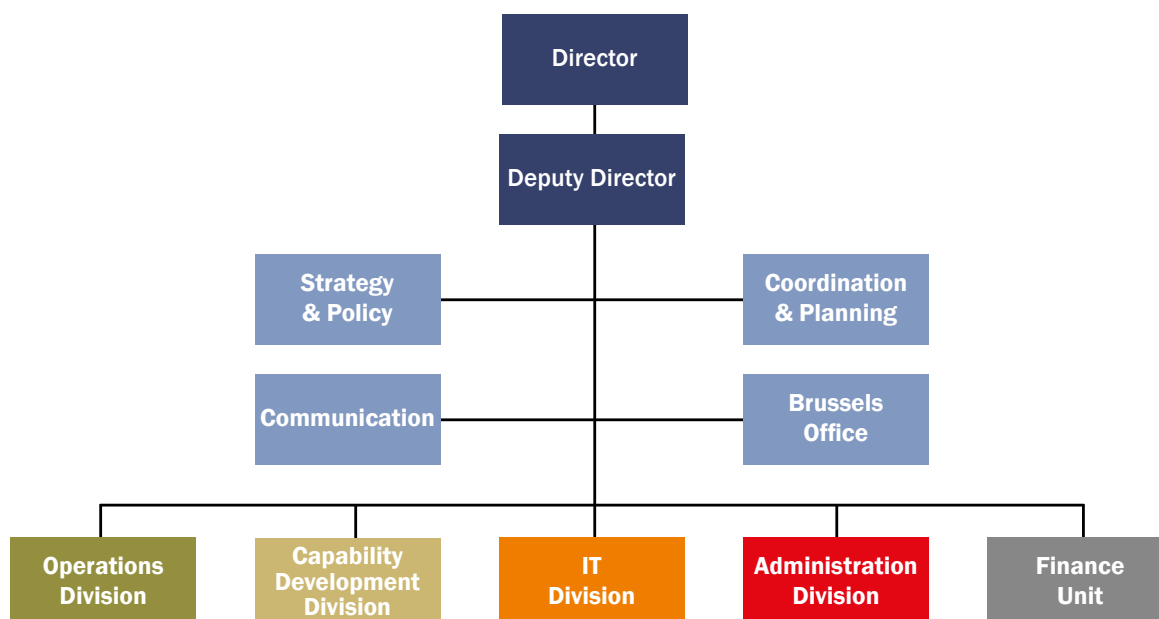 Director
Deputy Director
Strategy
& Policy
Coordination
& Planning
Communication
Brussels
Office
Operations
Division
Capability
Development
Division
IT
Division
Administration
Division
Finance
Unit